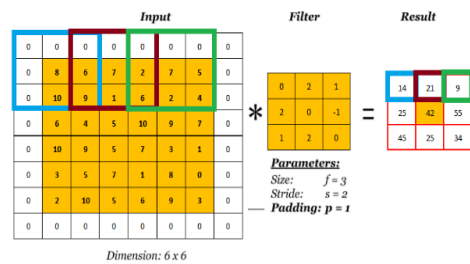 Input Filter Result
0 0 0 0 0 0 0 0
0 8 6 7 2 7 5 0
0 10 9 1 6 2 4 0
0 6 4 5 10 9 7 0
0 10 9 5 7 3 1 0
0 3 5 7 1 8 0 0
0 2 10 5 6 9 3 0
0 0 0 0 0 0 0 0
Dimension: 6 x 6
*
0 2 1
2 0 -1
1 2 0
Parameters:
Size: f = 3
Stride: s = 2
Padding: p = 1
=
14 21 9
25 42 55
45 25 34